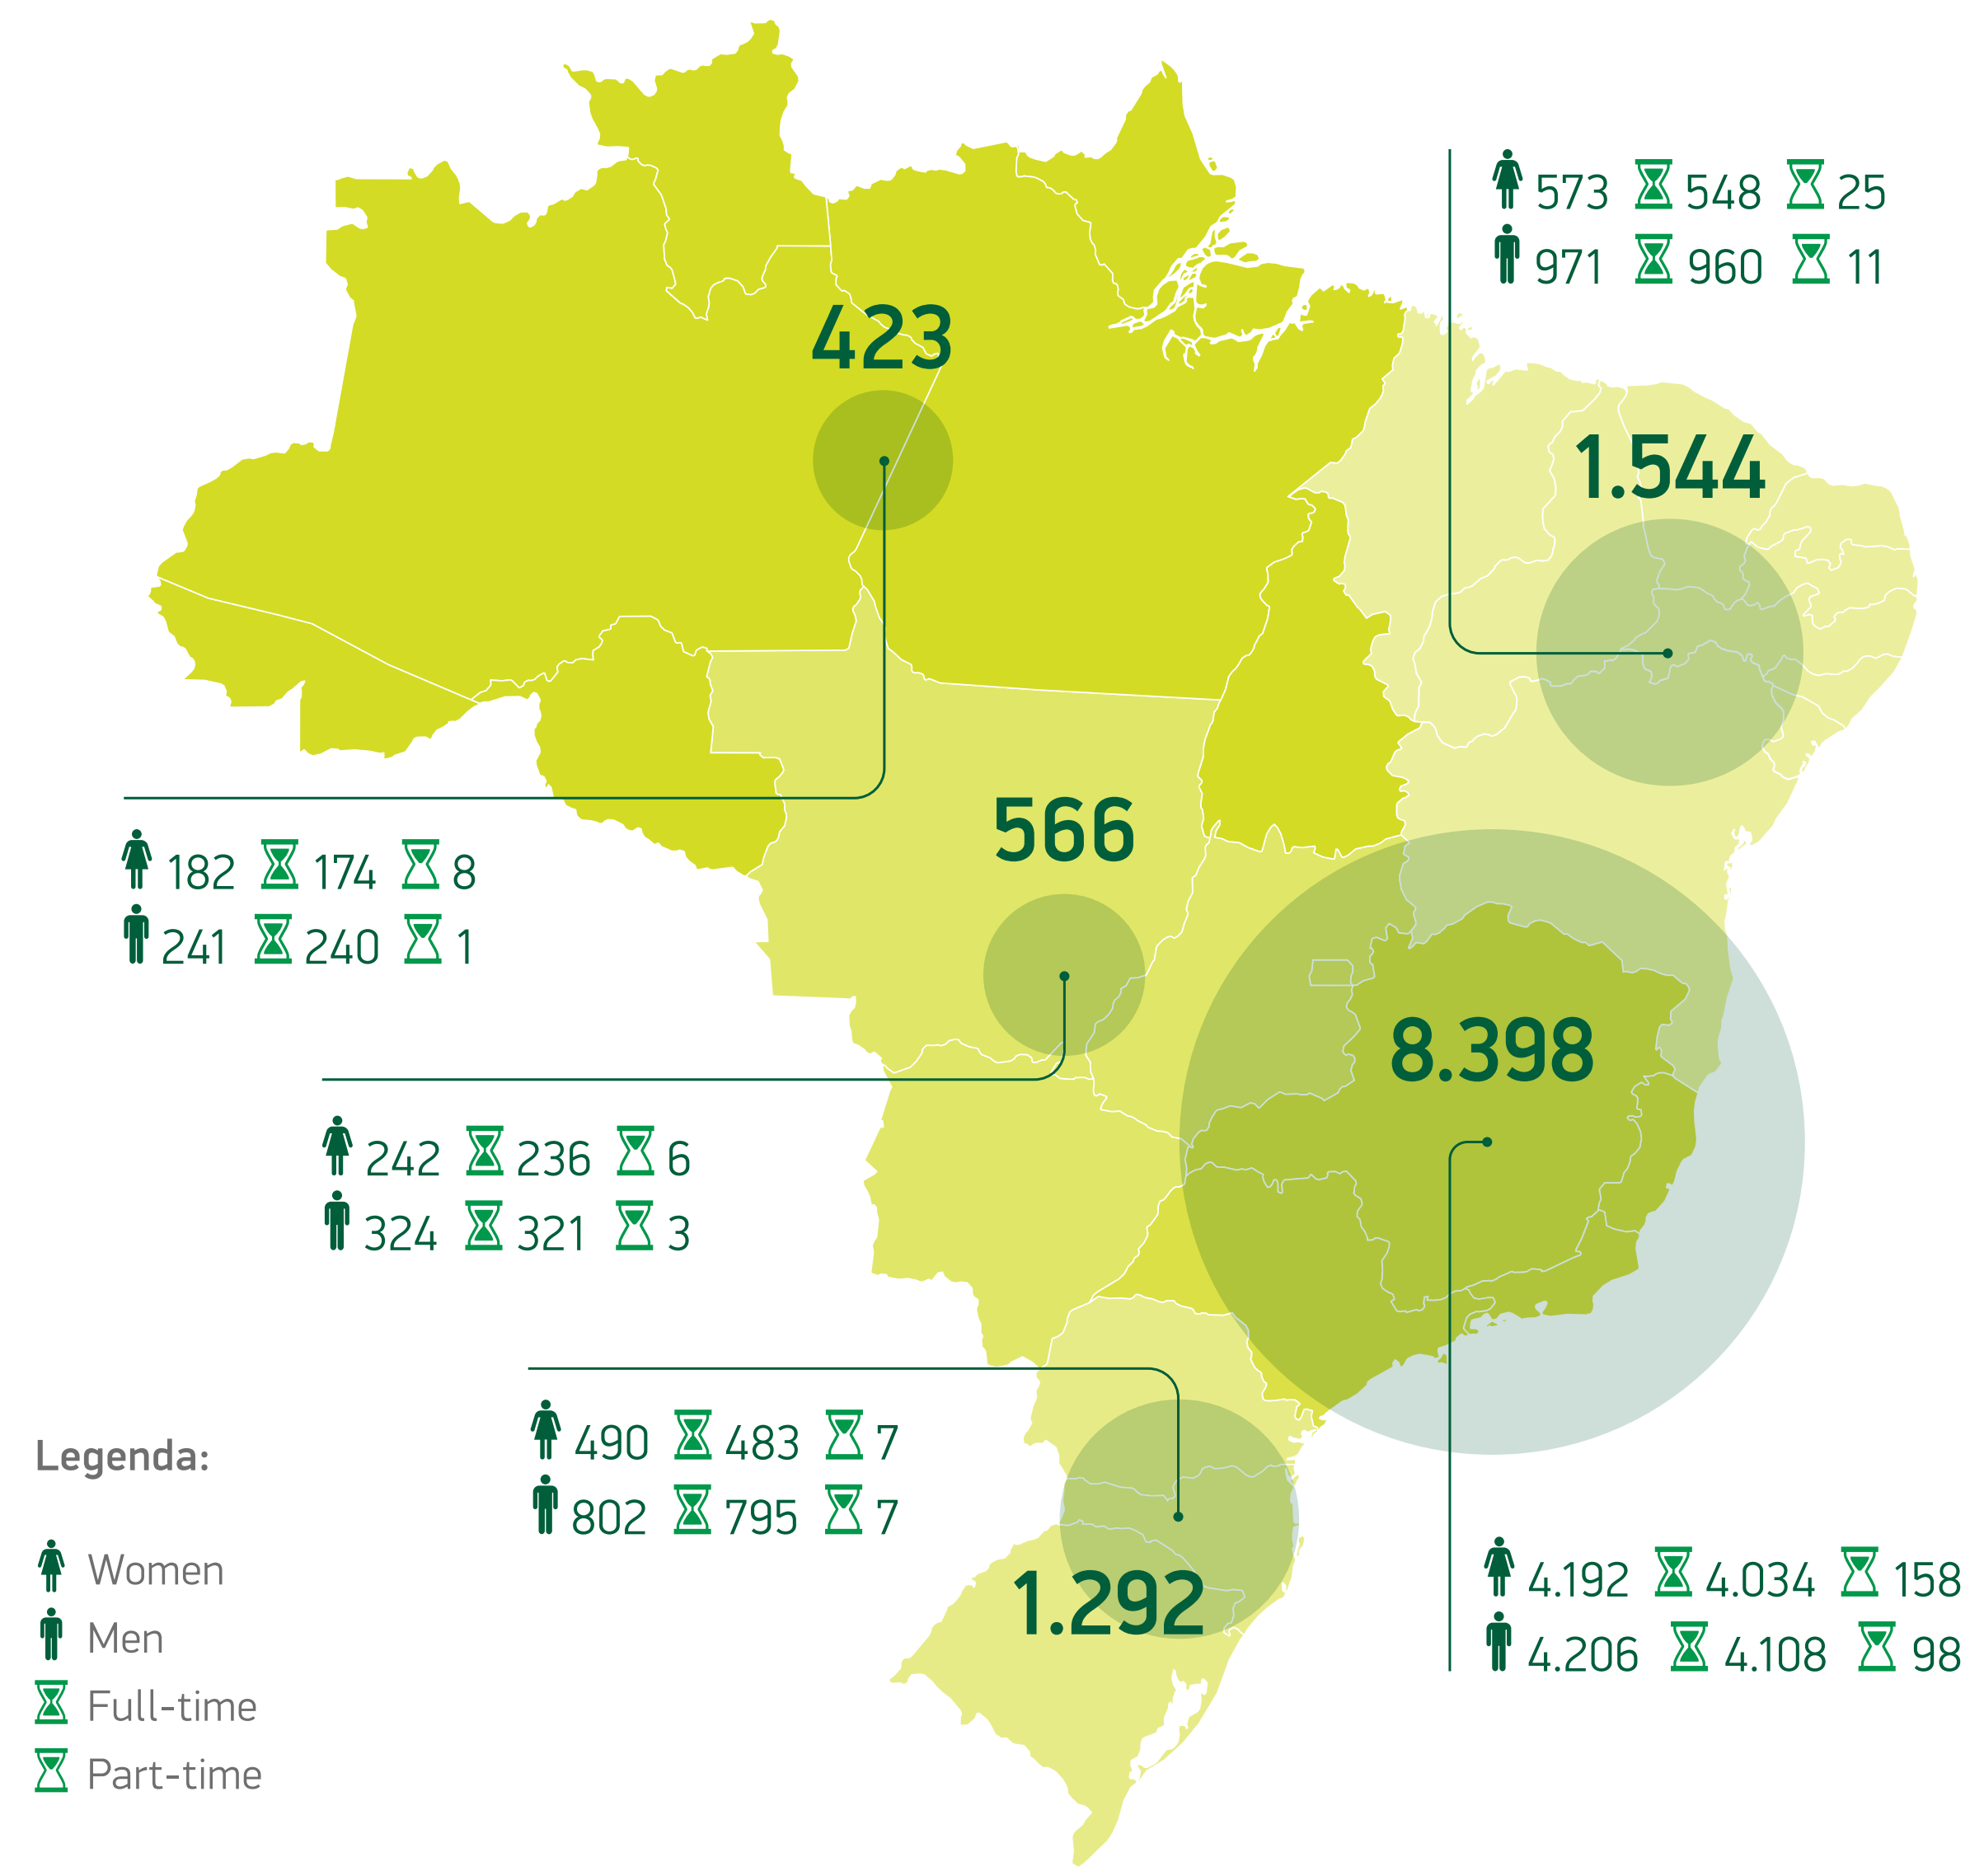 573 548 25
971 960 11
423
1.544
566
182 174 8
241 240 1
8.398
242 236 6
324 321 3
490 483 7
802 795 7
1.292
4.192 4.034 158
4.206 4.108 98
Legenda:
Women
Men
Full-time
Part-time